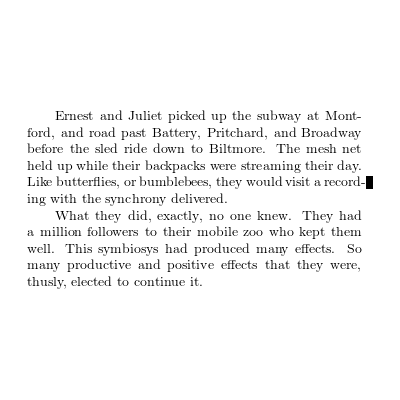 Ernest and Juliet picked up the subway at Mont-
ford, and road past Battery, Pritchard, and Broadway
before the sled ride down to Biltmore. The mesh net
held up while their backpacks were streaming their day.
Like butterflies, or bumblebees, they would visit a record-
ing with the synchrony delivered.
What they did, exactly, no one knew. They had
a million followers to their mobile zoo who kept them
well. This symbiosys had produced many effects. So
many productive and positive effects that they were,
thusly, elected to continue it.